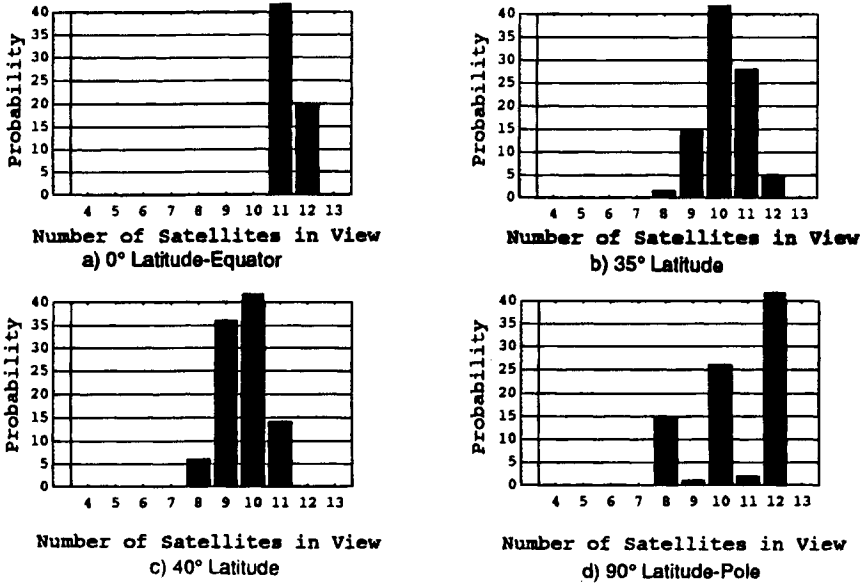 Probability
40
35
30
25
20
15
10
5
0
4 5 6 7 8 9 10 11 12 13
Number of Satellites in View
a) 0° Latitude-Equator
Probability
40
35
30
25
20
15
10
5
0
4 5 6 7 8 9 10 11 12 13
Number of Satellites in View
b) 35° Latitude
Probability
40
35
30
25
20
15
10
5
0
4 5 6 7 8 9 10 11 12 13
Number of Satellites in View
c) 40° Latitude
Probability
40
35
30
25
20
15
10
5
0
4 5 6 7 8 9 10 11 12 13
Number of Satellites in View
d) 90° Latitude-Pole